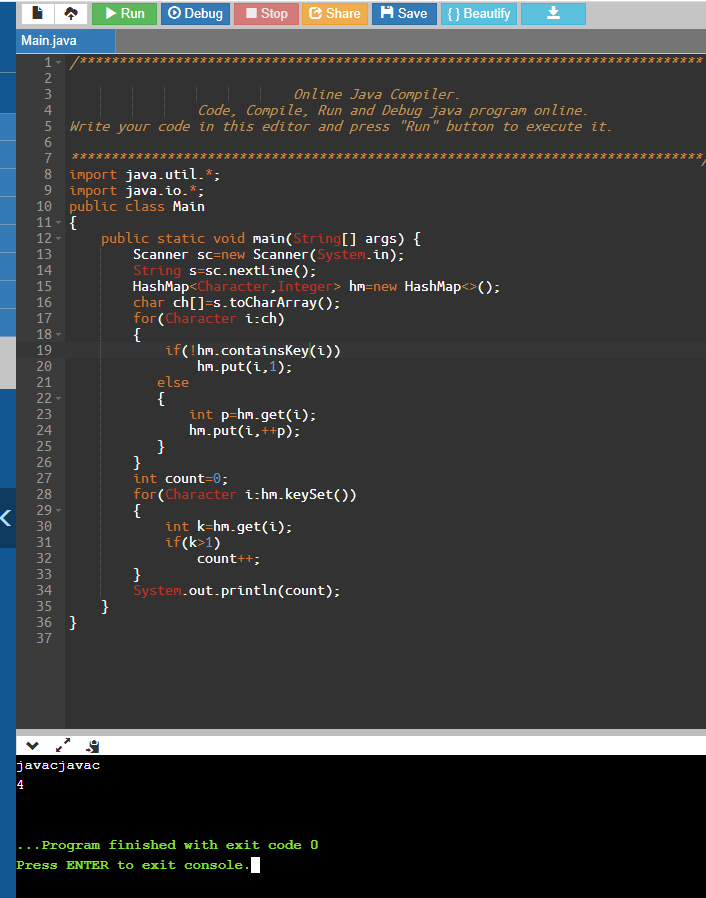 Run Debug Stop Share Save { } Beautify
Main.java
1 /******************************************************************************
2
3 Online Java Compiler.
4 Code, Compile, Run and Debug java program online.
5 Write your code in this editor and press "Run" button to execute it.
6
7 *******************************************************************************/
8 import java.util.*;
9 import java.io.*;
10 public class Main
11 {
12 public static void main(String[] args) {
13 Scanner sc=new Scanner(System.in);
14 String s=sc.nextLine();
15 HashMap<Character,Integer> hm=new HashMap<>();
16 char ch[]=s.toCharArray();
17 for(Character i:ch)
18 {
19 if(!hm.containsKey(i))
20 hm.put(i,1);
21 else
22 {
23 int p=hm.get(i);
24 hm.put(i,++p);
25 }
26 }
27 int count=0;
28 for(Character i:hm.keySet())
29 {
30 int k=hm.get(i);
31 if(k>1)
32 count++;
33 }
34 System.out.println(count);
35 }
36 }
37
javacjavac
4
...Program finished with exit code 0
Press ENTER to exit console.